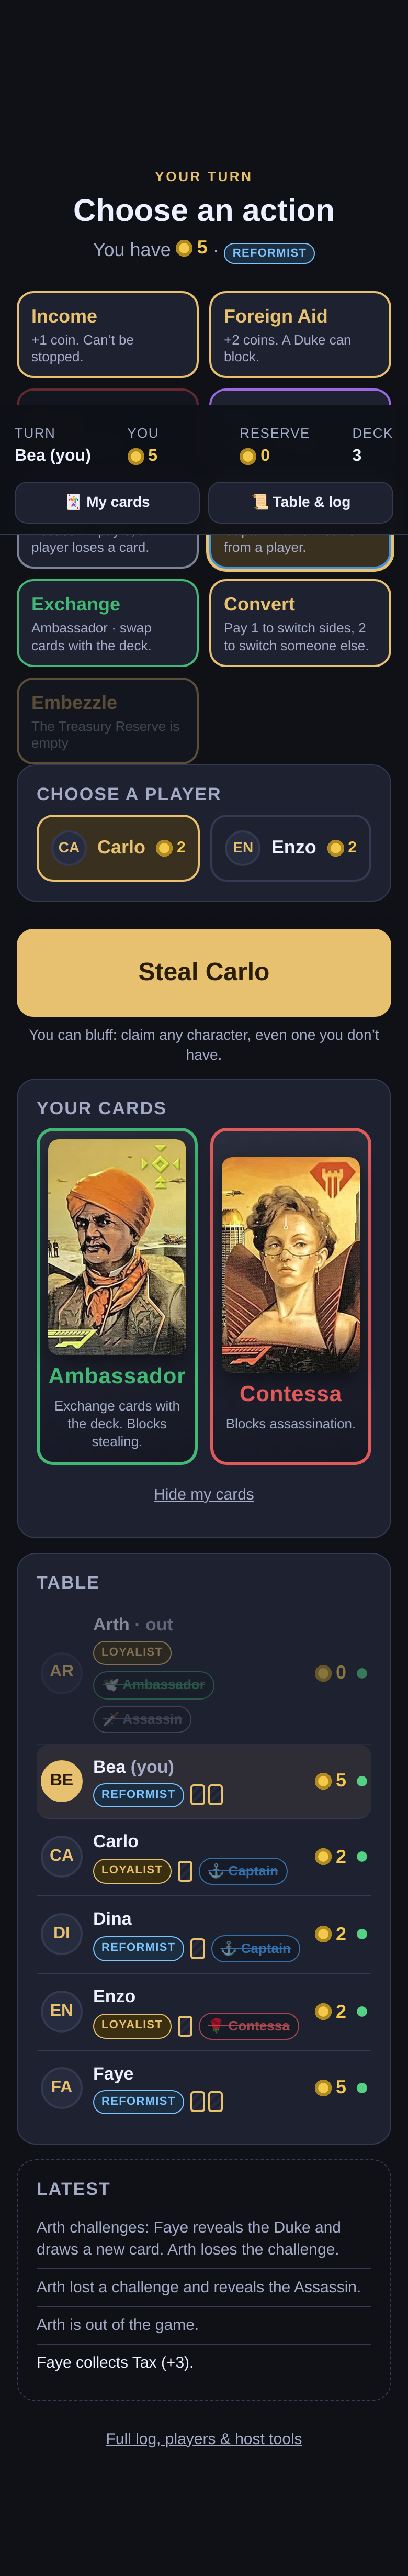 YOUR TURN
Choose an action
You have 5 · REFORMIST
Income
+1 coin. Can’t be
stopped.
Foreign Aid
+2 coins. A Duke can
block.
TURN
Bea (you)
YOU
5
RESERVE
0
DECK
3
🃏 My cards
📜 Table & log
player loses a card.
from a player.
Exchange
Ambassador · swap
cards with the deck.
Convert
Pay 1 to switch sides, 2
to switch someone else.
Embezzle
The Treasury Reserve is
empty
CHOOSE A PLAYER
CA Carlo 2
EN Enzo 2
Steal Carlo
You can bluff: claim any character, even one you don’t
have.
YOUR CARDS
Ambassador
Exchange cards with
the deck. Blocks
stealing.
Contessa
Blocks assassination.
Hide my cards
TABLE
AR
Arth · out
LOYALIST
Ambassador
Assassin
0
BE
Bea (you)
REFORMIST
5
CA
Carlo
LOYALIST
Captain
2
DI
Dina
REFORMIST
Captain
2
EN
Enzo
LOYALIST
Contessa
2
FA
Faye
REFORMIST
5
LATEST
Arth challenges: Faye reveals the Duke and
draws a new card. Arth loses the challenge.
Arth lost a challenge and reveals the Assassin.
Arth is out of the game.
Faye collects Tax (+3).
Full log, players & host tools